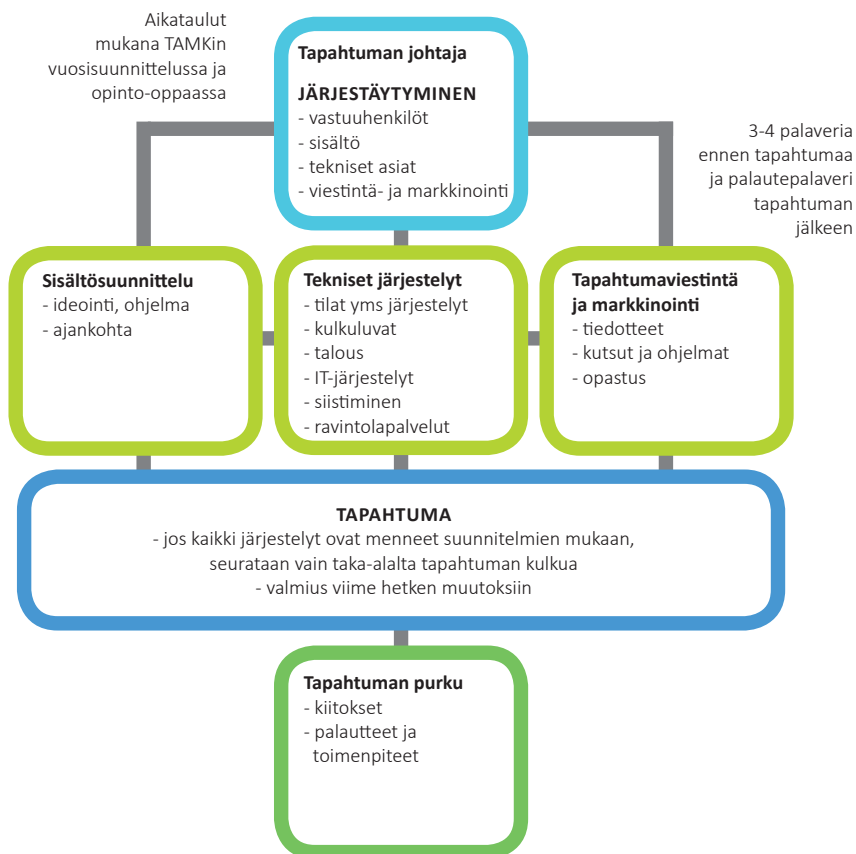 Aikataulut
mukana TAMKin
vuosisuunnittelussa ja
opinto-oppaassa
Tapahtuman johtaja
JÄRJESTÄYTYMINEN
- vastuuhenkilöt
- sisältö
- tekniset asiat
- viestintä- ja markkinointi
3-4 palaveria
ennen tapahtumaa
ja palautepalaveri
tapahtuman
jälkeen
Sisältösuunnittelu
- ideointi, ohjelma
- ajankohta
Tekniset järjestelyt
- tilat yms järjestelyt
- kulkuluvat
- talous
- IT-järjestelyt
- siistiminen
- ravintolapalvelut
Tapahtumaviestintä
ja markkinointi
- tiedotteet
- kutsut ja ohjelmat
- opastus
TAPAHTUMA
- jos kaikki järjestelyt ovat menneet suunnitelmien mukaan,
seurataan vain taka-alalta tapahtuman kulkua
- valmius viime hetken muutoksiin
Tapahtuman purku
- kiitokset
- palautteet ja
toimenpiteet